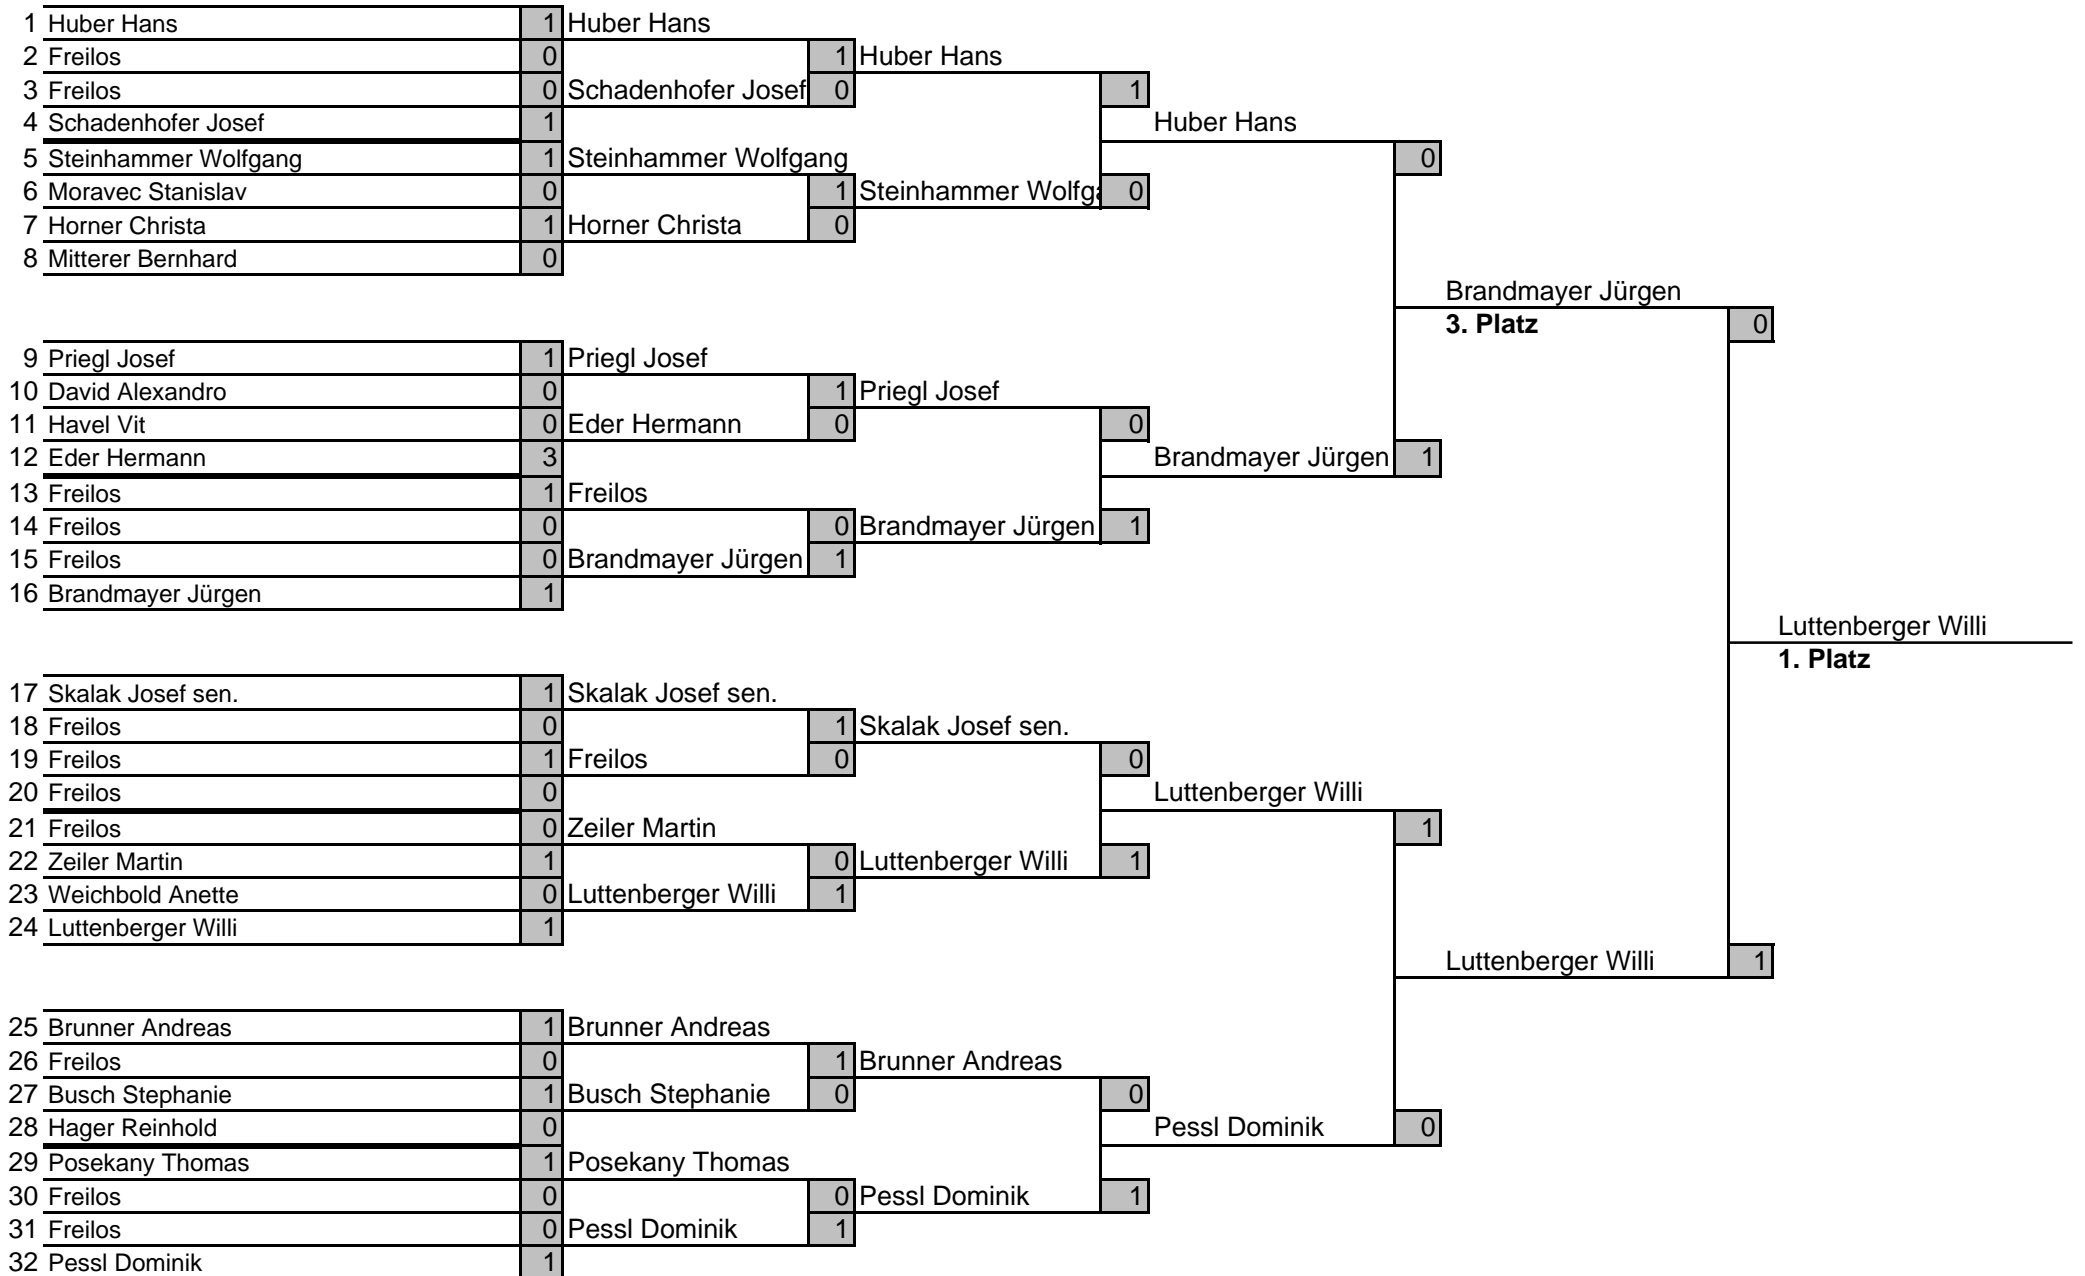 1 Huber Hans 1 Huber Hans
2 Freilos 0 1 Huber Hans
3 Freilos 0 Schadenhofer Josef 0 1
4 Schadenhofer Josef 1 Huber Hans
5 Steinhammer Wolfgang 1 Steinhammer Wolfgang 0
6 Moravec Stanislav 0 1 Steinhammer Wolfga 0
7 Horner Christa 1 Horner Christa 0
8 Mitterer Bernhard 0
Brandmayer Jürgen
3. Platz 0
9 Priegl Josef 1 Priegl Josef
10 David Alexandro 0 1 Priegl Josef
11 Havel Vit 0 Eder Hermann 0 0
12 Eder Hermann 3 Brandmayer Jürgen 1
13 Freilos 1 Freilos
14 Freilos 0 0 Brandmayer Jürgen 1
15 Freilos 0 Brandmayer Jürgen 1
16 Brandmayer Jürgen 1
Luttenberger Willi
1. Platz
17 Skalak Josef sen. 1 Skalak Josef sen.
18 Freilos 0 1 Skalak Josef sen.
19 Freilos 1 Freilos 0 0
20 Freilos 0 Luttenberger Willi
21 Freilos 0 Zeiler Martin 1
22 Zeiler Martin 1 0 Luttenberger Willi 1
23 Weichbold Anette 0 Luttenberger Willi 1
24 Luttenberger Willi 1
Luttenberger Willi 1
25 Brunner Andreas 1 Brunner Andreas
26 Freilos 0 1 Brunner Andreas
27 Busch Stephanie 1 Busch Stephanie 0 0
28 Hager Reinhold 0 Pessl Dominik 0
29 Posekany Thomas 1 Posekany Thomas
30 Freilos 0 0 Pessl Dominik 1
31 Freilos 0 Pessl Dominik 1
32 Pessl Dominik 1